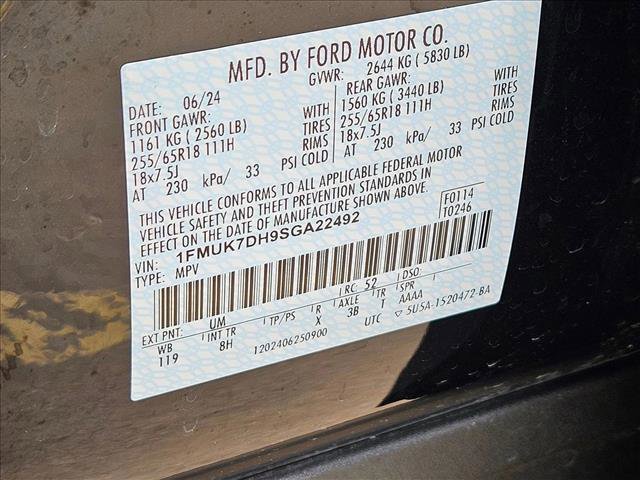 MFD. BY FORD MOTOR CO.
DATE: 06/24 GVWR: 2644 KG ( 5830 LB)
FRONT GAWR: REAR GAWR:
1161 KG ( 2560 LB) WITH 1560 KG ( 3440 LB) WITH
255/65R18 111H TIRES 255/65R18 111H TIRES
18x7.5J RIMS 18x7.5J RIMS
AT 230 kPa/ 33 PSI COLD AT 230 kPa/ 33 PSI COLD
THIS VEHICLE CONFORMS TO ALL APPLICABLE FEDERAL MOTOR
VEHICLE SAFETY AND THEFT PREVENTION STANDARDS IN
EFFECT ON THE DATE OF MANUFACTURE SHOWN ABOVE.
F0114
T0246
VIN: 1FMUK7DH9SGA22492
TYPE: MPV
EXT PNT: UM RC: 52 DSO:
WB INT TR TP/PS R AXLE TR SPR
119 8H X 3B T AAAA
1202406250900 UTC ▽ 5U5A-1520472-BA